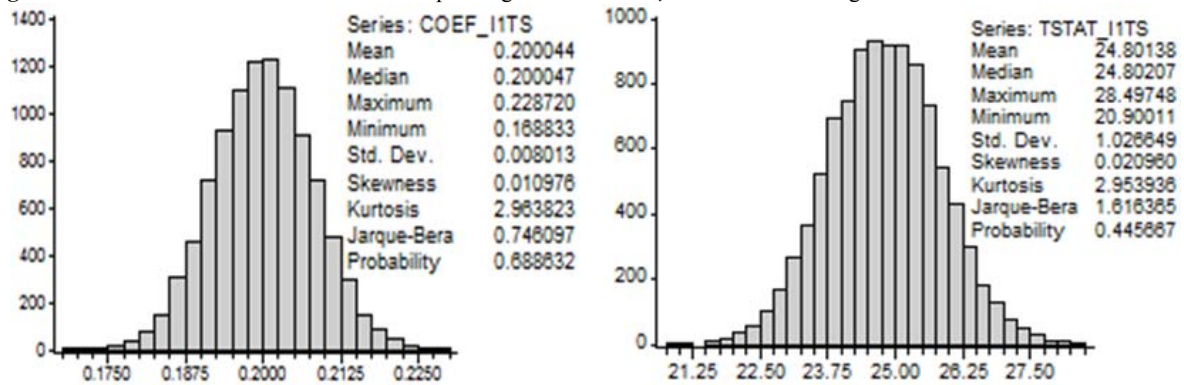 1400
1200
1000
800
600
400
200
0
0.1750 0.1875 0.2000 0.2125 0.2250
Series: COEF_I1TS
Mean 0.200044
Median 0.200047
Maximum 0.228720
Minimum 0.168833
Std. Dev. 0.008013
Skewness 0.010976
Kurtosis 2.963823
Jarque-Bera 0.746097
Probability 0.688632
1000
800
600
400
200
0
21.25 22.50 23.75 25.00 26.25 27.50
Series: TSTAT_I1TS
Mean 24.80138
Median 24.80207
Maximum 28.49748
Minimum 20.90011
Std. Dev. 1.026649
Skewness 0.020960
Kurtosis 2.953936
Jarque-Bera 1.616365
Probability 0.445667